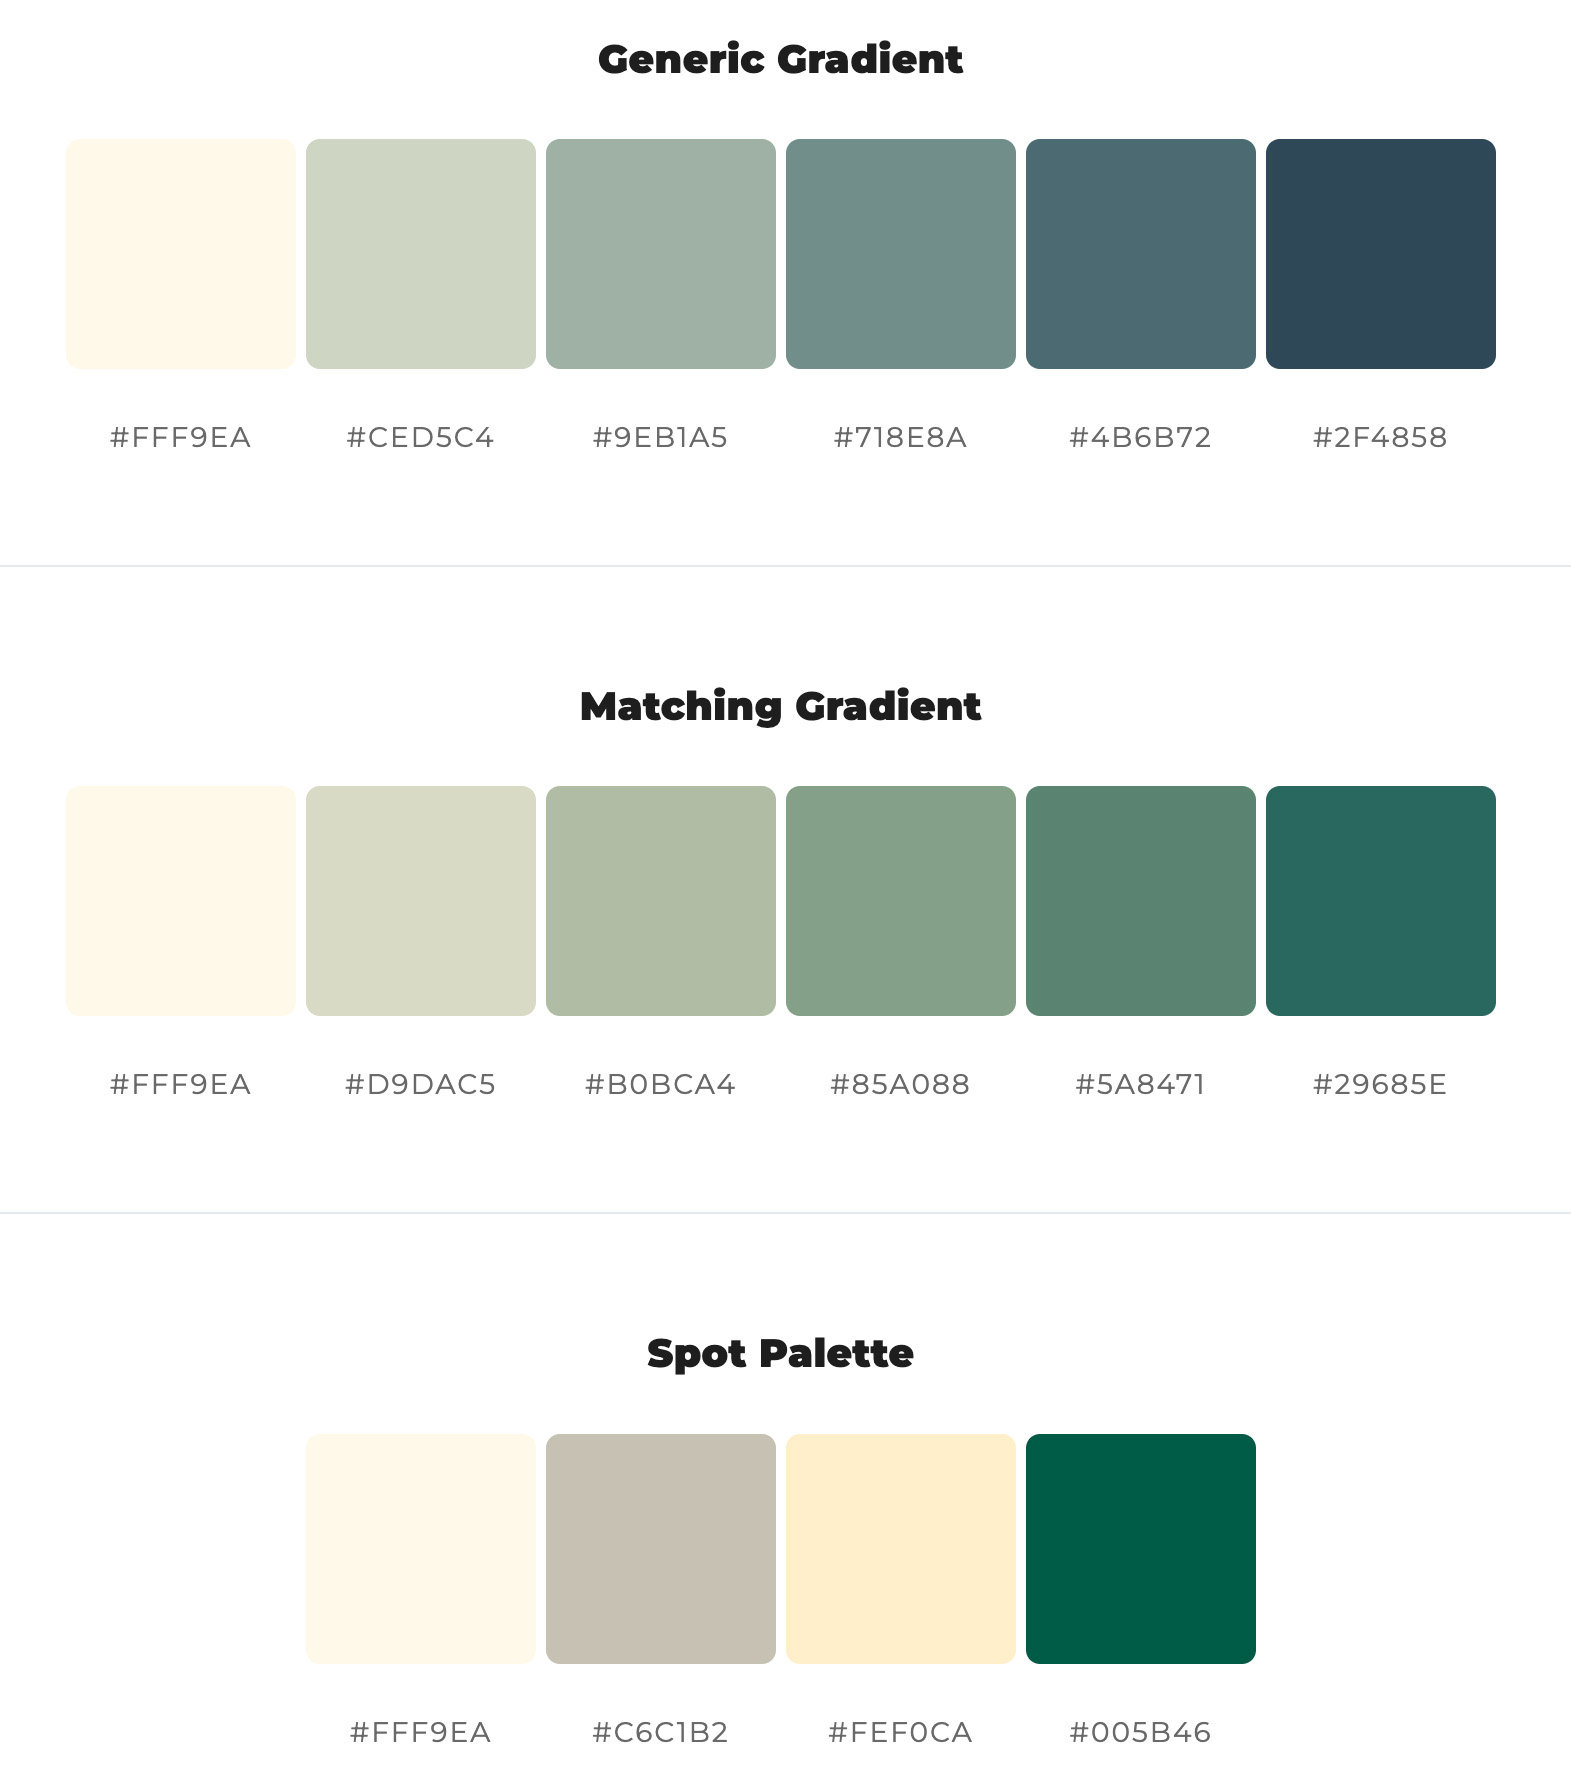 Generic Gradient
#FFF9EA #CED5C4 #9EB1A5 #718E8A #4B6B72 #2F4858
Matching Gradient
#FFF9EA #D9DAC5 #B0BCA4 #85A088 #5A8471 #29685E
Spot Palette
#FFF9EA #C6C1B2 #FEF0CA #005B46